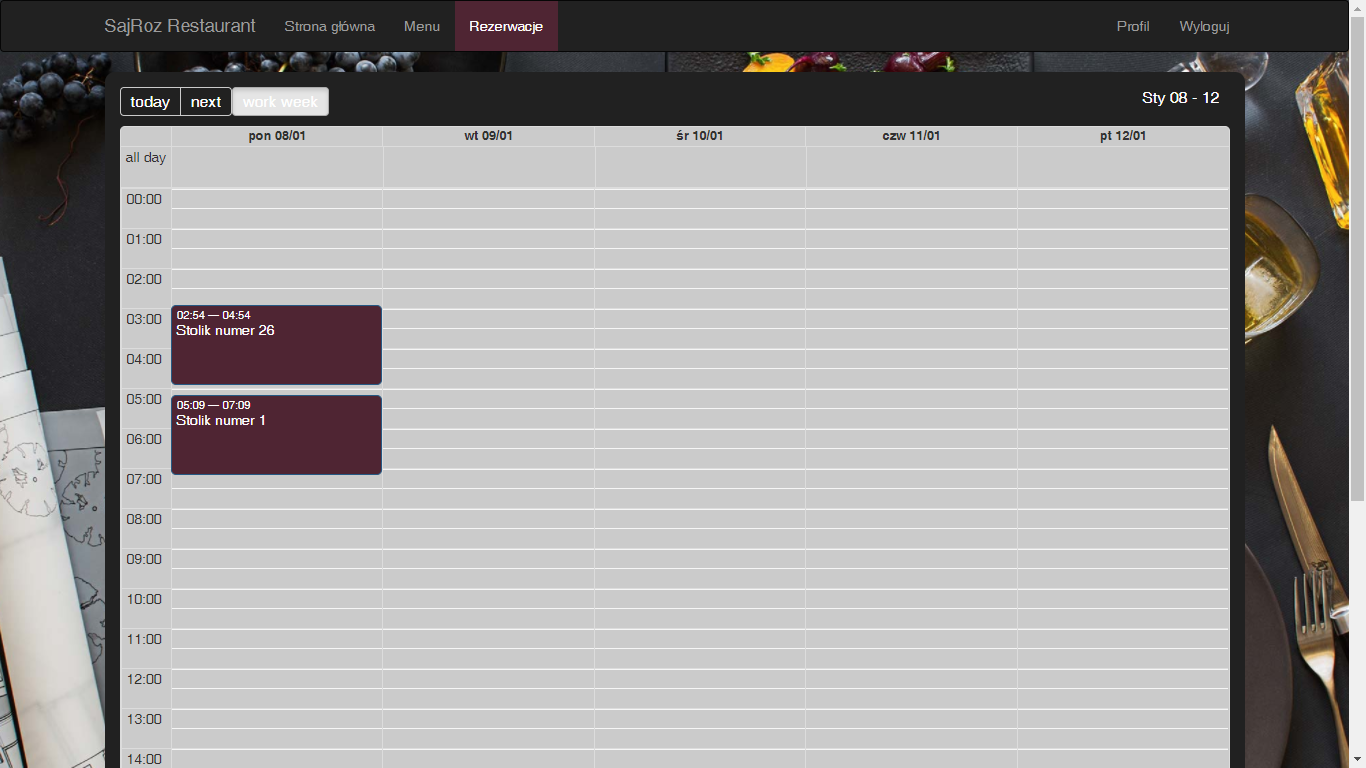 SajRoz Restaurant Strona główna Menu Rezerwacje Profil Wyloguj
today next work week Sty 08 - 12
pon 08/01 wt 09/01 śr 10/01 czw 11/01 pt 12/01
all day
00:00
01:00
02:00
02:54 — 04:54
03:00
Stolik numer 26
04:00
05:00
05:09 — 07:09
Stolik numer 1
06:00
07:00
08:00
09:00
10:00
11:00
12:00
13:00
14:00